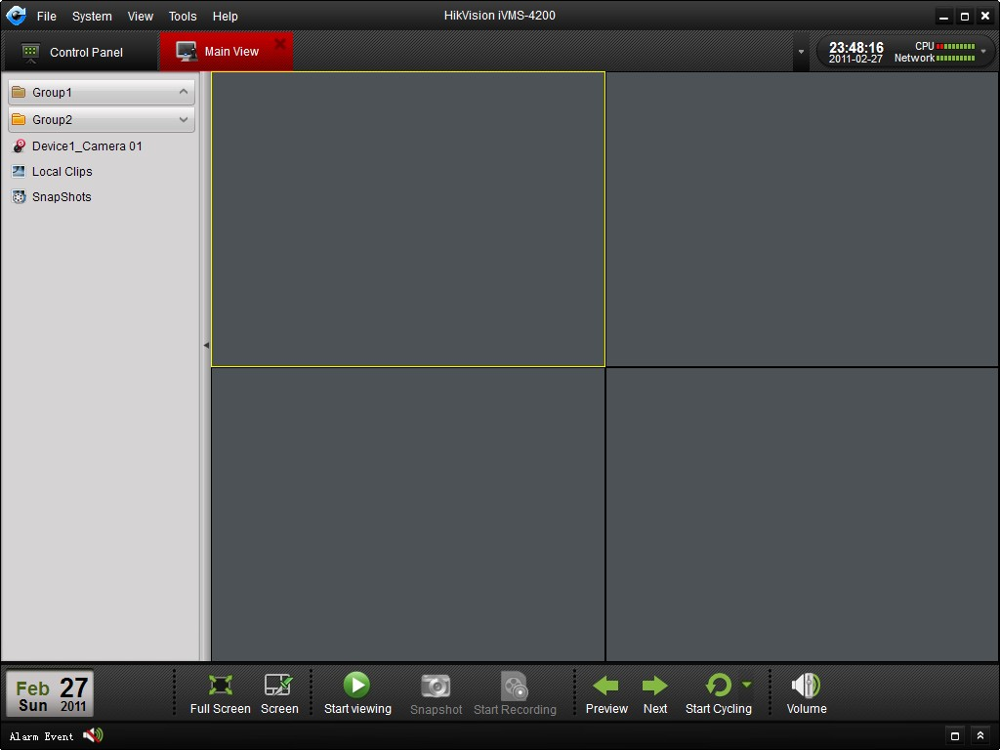 File System View Tools Help HikVision iVMS-4200
Control Panel Main View 23:48:16 CPU
2011-02-27 Network
Group1
Group2
Device1_Camera 01
Local Clips
SnapShots
Feb 27
Sun 2011
Full Screen Screen Start viewing Snapshot Start Recording Preview Next Start Cycling Volume
Alarm Event